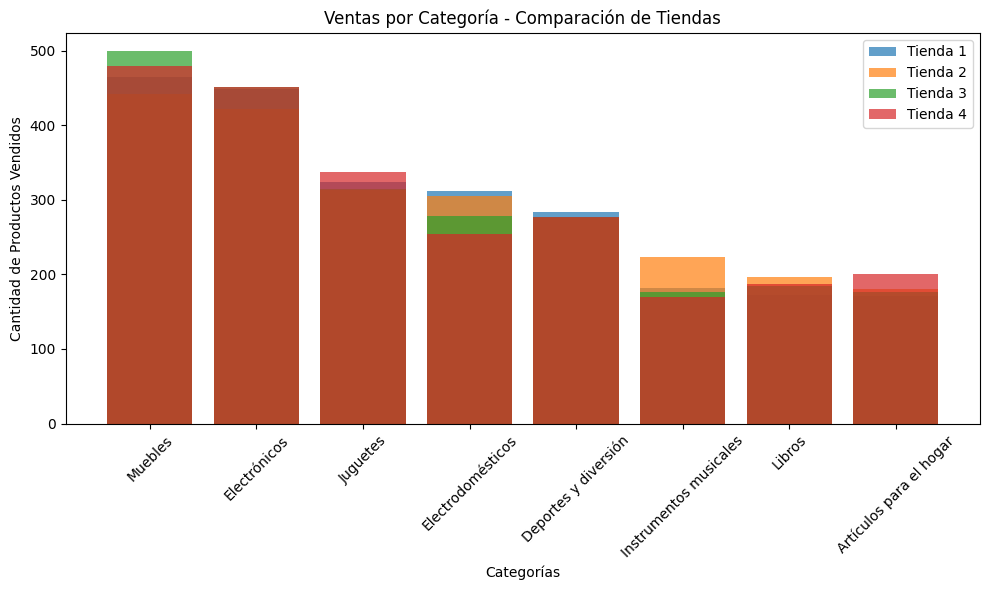 Ventas por Categoría - Comparación de Tiendas
Tienda 1
Tienda 2
Tienda 3
Tienda 4
Cantidad de Productos Vendidos
500
400
300
200
100
0
Muebles
Electrónicos
Juguetes
Electrodomésticos
Deportes y diversión
Instrumentos musicales
Libros
Artículos para el hogar
Categorías